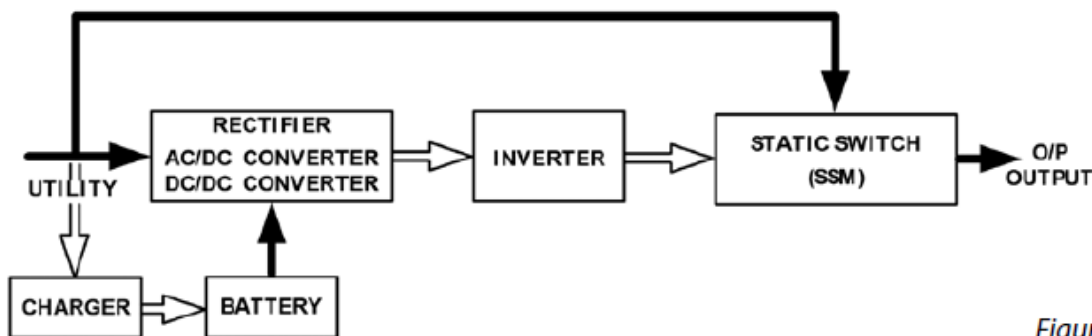 RECTIFIER
AC/DC CONVERTER
DC/DC CONVERTER
INVERTER
STATIC SWITCH
(SSM)
O/P
OUTPUT
UTILITY
CHARGER
BATTERY